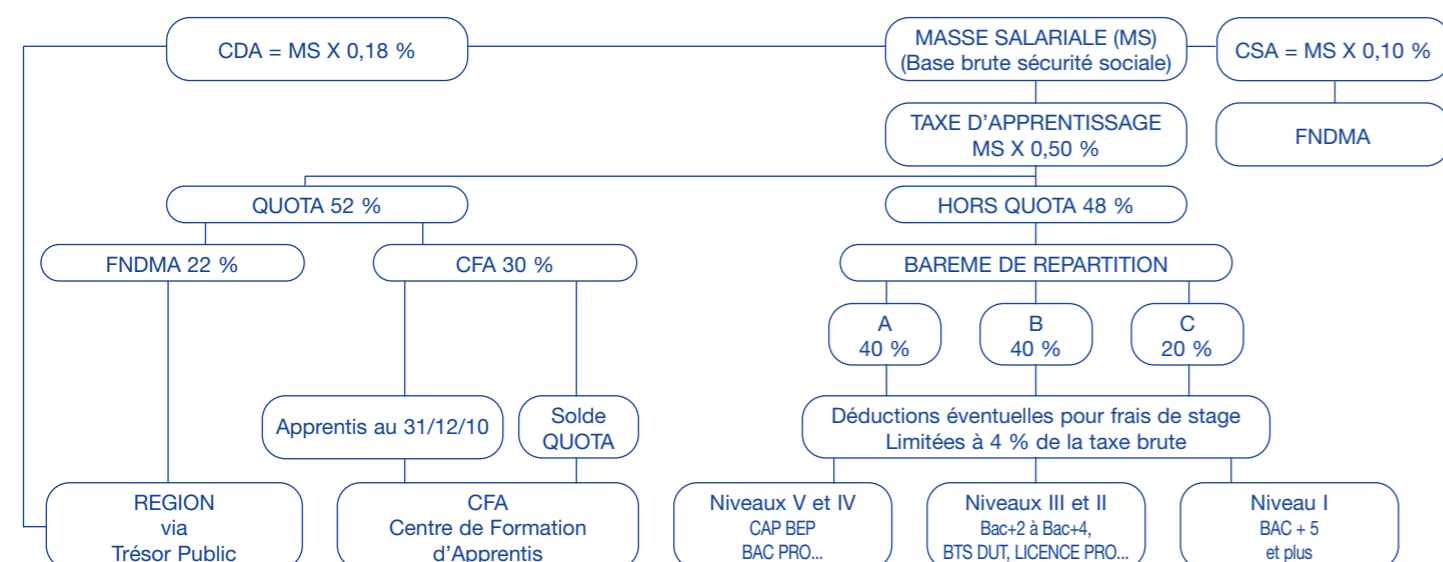 CDA = MS X 0,18 %
MASSE SALARIALE (MS)
(Base brute sécurité sociale)
CSA = MS X 0,10 %
TAXE D'APPRENTISSAGE
MS X 0,50 %
FNDMA
QUOTA 52 %
HORS QUOTA 48 %
FNDMA 22 %
CFA 30 %
BAREME DE REPARTITION
A
40 %
B
40 %
C
20 %
Apprentis au 31/12/10
Solde
QUOTA
Déductions éventuelles pour frais de stage
Limitées à 4 % de la taxe brute
REGION
via
Trésor Public
CFA
Centre de Formation
d'Apprentis
Niveaux V et IV
CAP BEP
BAC PRO...
Niveaux III et II
Bac+2 à Bac+4,
BTS DUT, LICENCE PRO...
Niveau I
BAC + 5
et plus